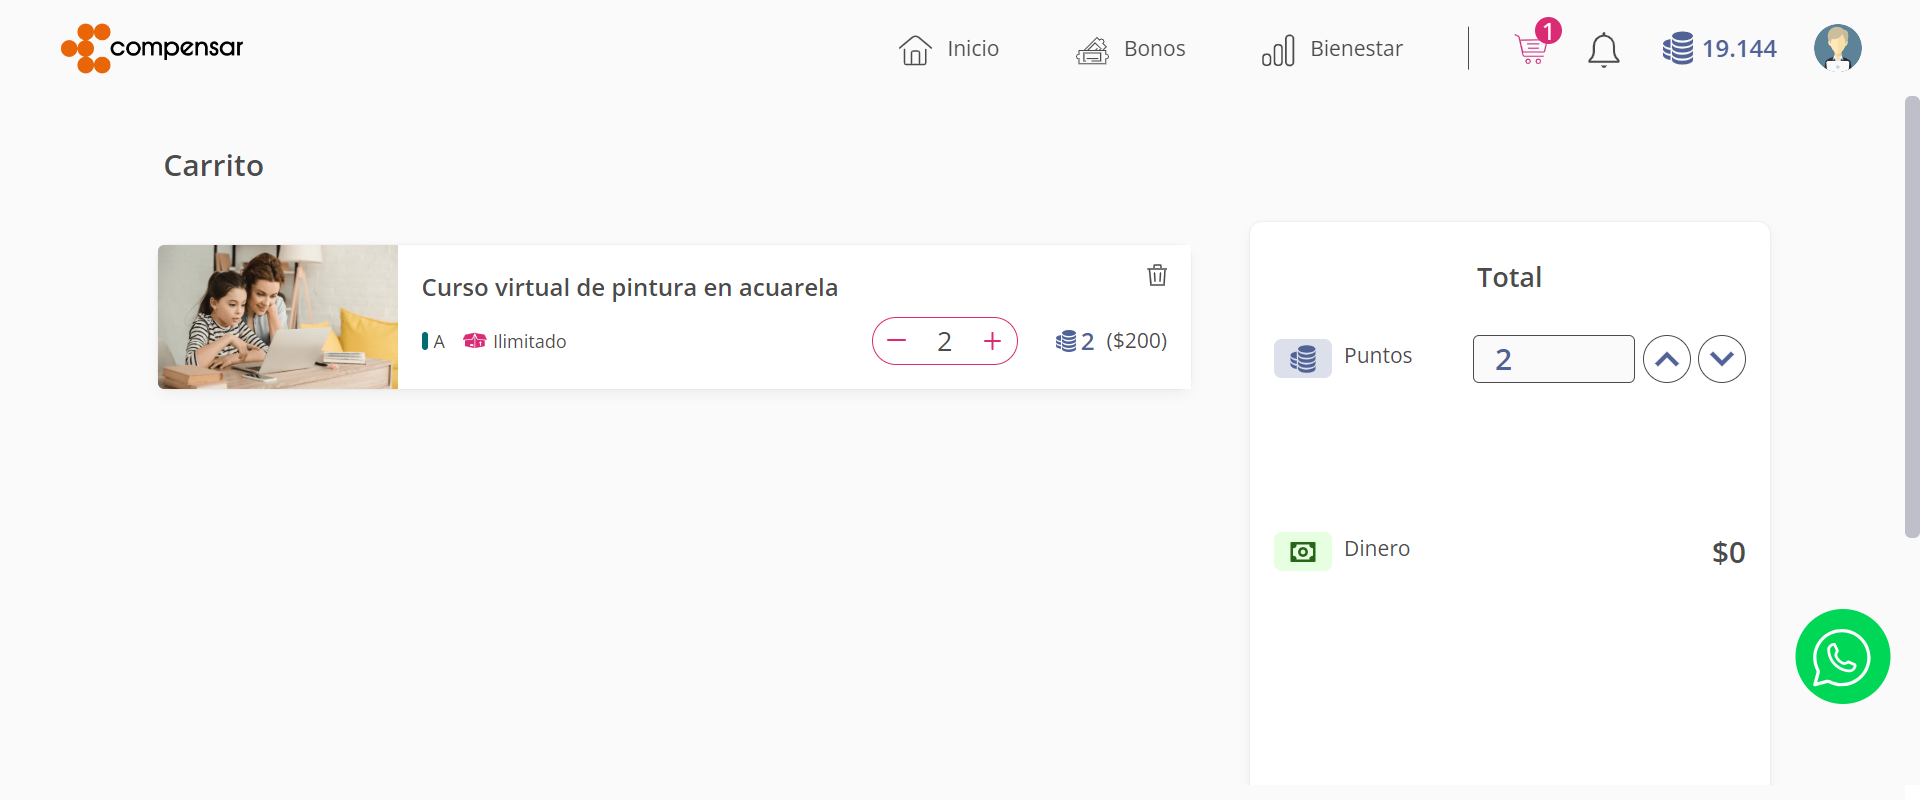 compensar
Inicio
Bonos
Bienestar
1
19.144
Carrito
Curso virtual de pintura en acuarela
A Ilimitado
− 2 +
2 ($200)
Total
Puntos
2
Dinero
$0